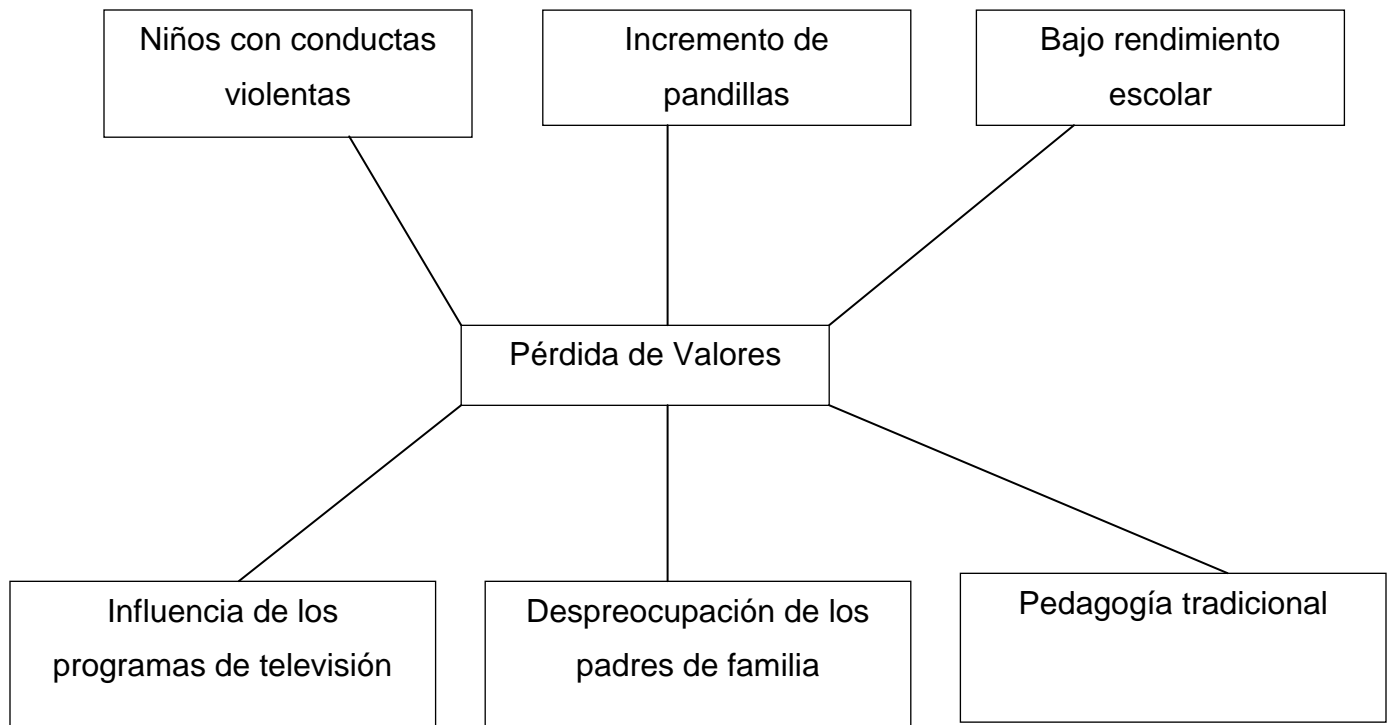 Niños con conductas
violentas
Incremento de
pandillas
Bajo rendimiento
escolar
Pérdida de Valores
Influencia de los
programas de televisión
Despreocupación de los
padres de familia
Pedagogía tradicional